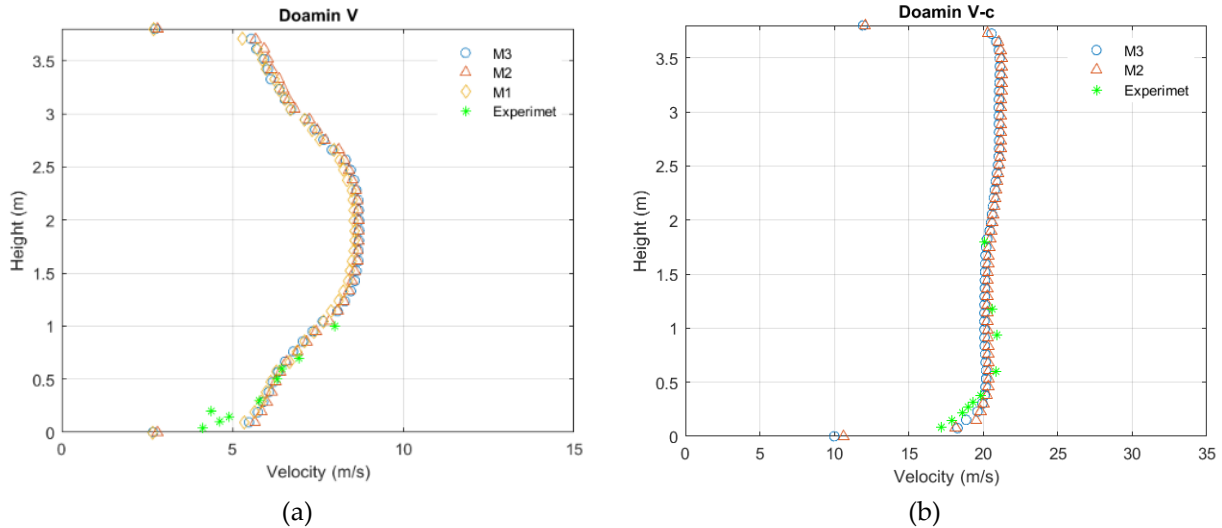 Doamin V
3.5
3
2.5
2
1.5
1
0.5
0
Height (m)
0
5
10
15
Velocity (m/s)
M3
M2
M1
Experimet
(a)
Doamin V-c
3.5
3
2.5
2
1.5
1
0.5
0
Height (m)
0
5
10
15
20
25
30
35
Velocity (m/s)
M3
M2
Experimet
(b)